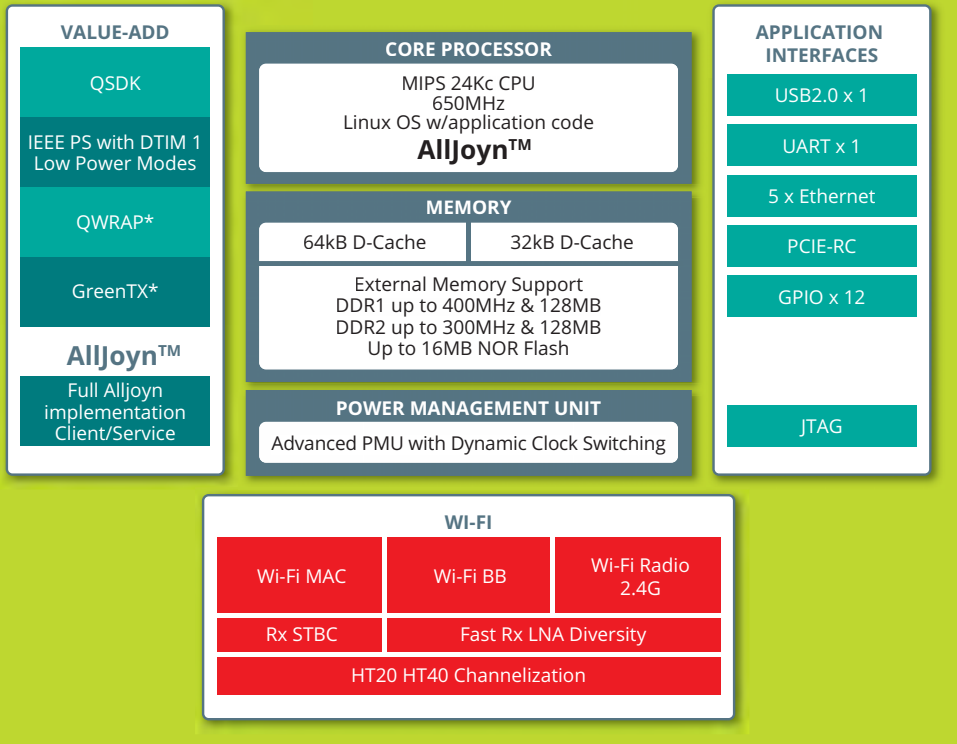 VALUE-ADD
QSDK
IEEE PS with DTIM 1
Low Power Modes
QWRAP*
GreenTX*
AllJoyn™
Full Alljoyn
implementation
Client/Service
CORE PROCESSOR
MIPS 24Kc CPU
650MHz
Linux OS w/application code
AllJoyn™
MEMORY
64kB D-Cache
32kB D-Cache
External Memory Support
DDR1 up to 400MHz & 128MB
DDR2 up to 300MHz & 128MB
Up to 16MB NOR Flash
POWER MANAGEMENT UNIT
Advanced PMU with Dynamic Clock Switching
APPLICATION
INTERFACES
USB2.0 x 1
UART x 1
5 x Ethernet
PCIE-RC
GPIO x 12
JTAG
WI-FI
Wi-Fi MAC
Wi-Fi BB
Wi-Fi Radio
2.4G
Rx STBC
Fast Rx LNA Diversity
HT20 HT40 Channelization